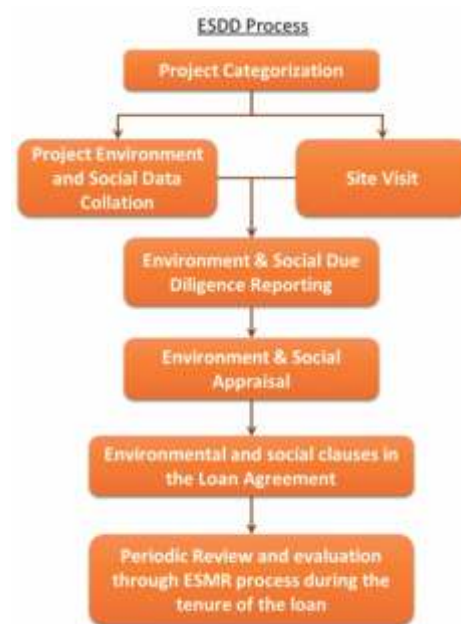 ESDD Process
Project Categorization
Project Environment
and Social Data
Collation
Site Visit
Environment & Social Due
Diligence Reporting
Environment & Social
Appraisal
Environmental and social clauses in
the Loan Agreement
Periodic Review and evaluation
through ESMR process during the
tenure of the loan